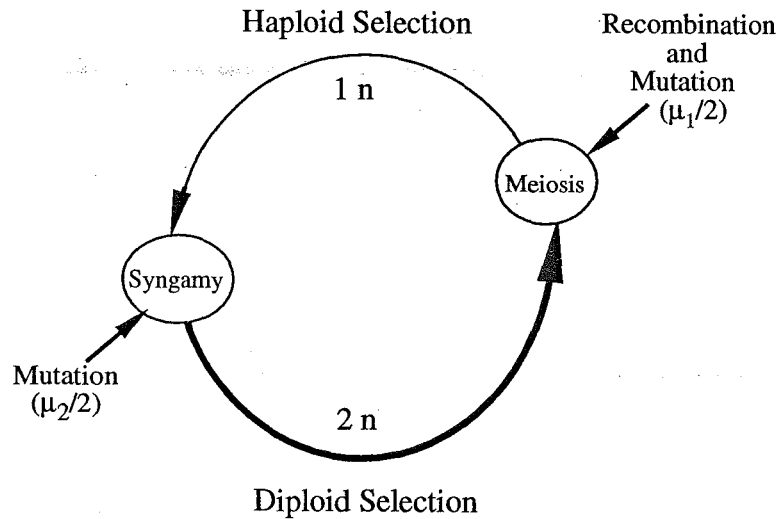 Haploid Selection
Recombination
and
Mutation
(μ₁/2)
1 n
Meiosis
Syngamy
Mutation
(μ₂/2)
2 n
Diploid Selection